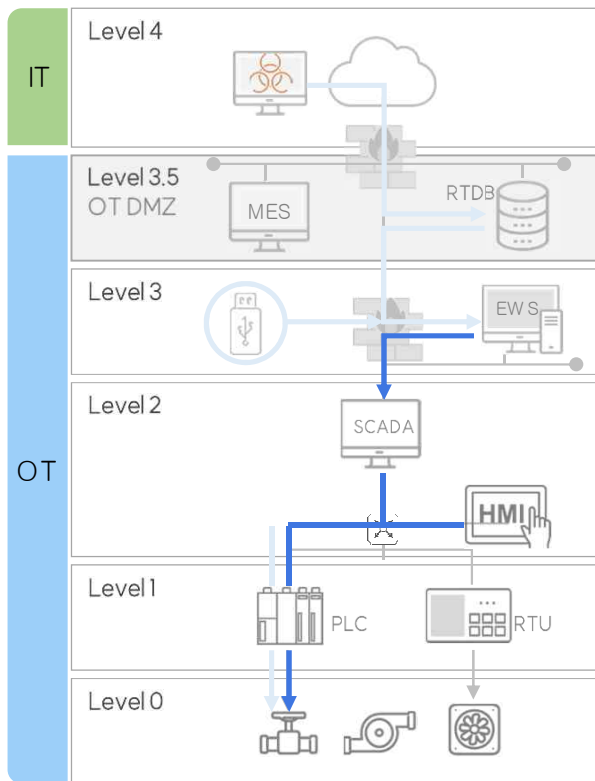 IT
Level 4
Level 3.5
OT DMZ
MES
RTDB
Level 3
EWS
Level 2
SCADA
OT
HMI
Level 1
PLC
RTU
Level 0